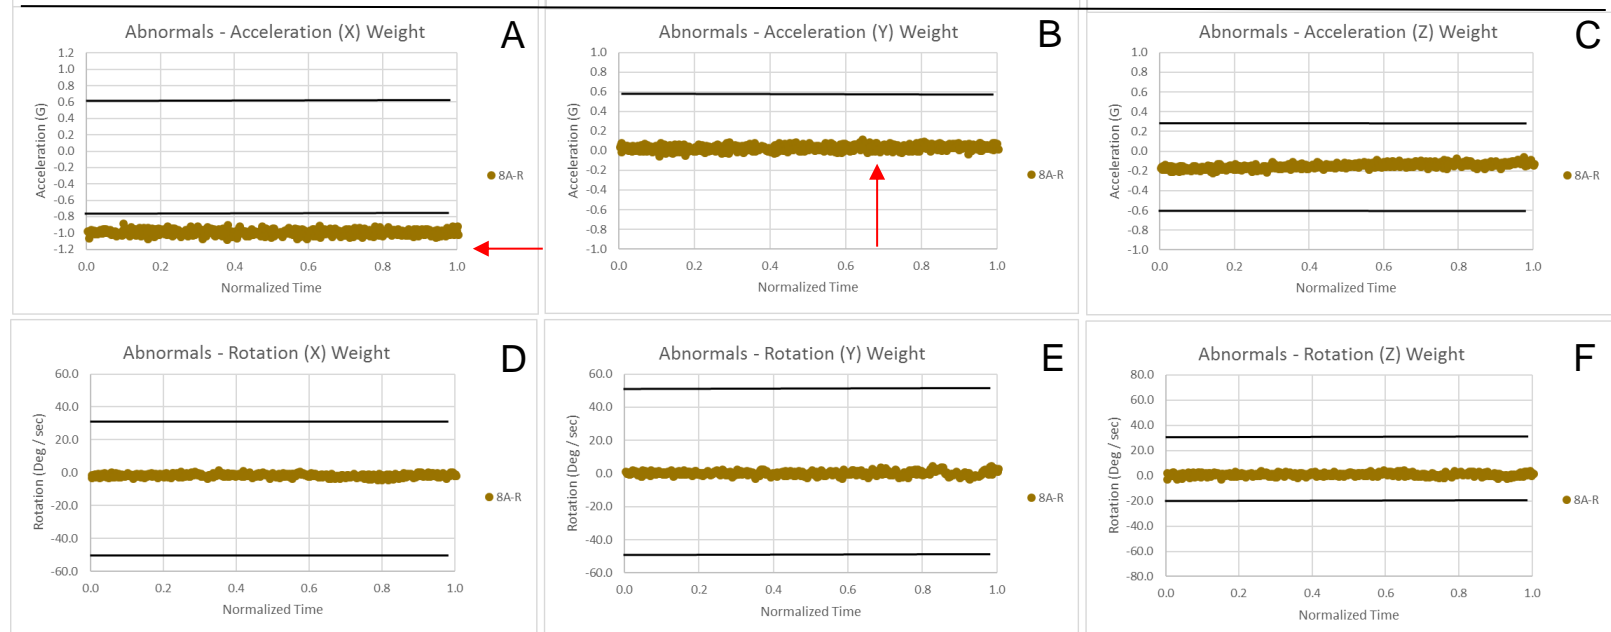 Abnormals - Acceleration (X) Weight
A
1.2
1.0
0.8
0.6
0.4
0.2
0.0
-0.2
-0.4
-0.6
-0.8
-1.0
-1.2
Acceleration (G)
0.0 0.2 0.4 0.6 0.8 1.0
Normalized Time
8A-R
Abnormals - Acceleration (Y) Weight
B
1.0
0.8
0.6
0.4
0.2
0.0
-0.2
-0.4
-0.6
-0.8
-1.0
Acceleration (G)
0.0 0.2 0.4 0.6 0.8 1.0
Normalized Time
8A-R
Abnormals - Acceleration (Z) Weight
C
1.0
0.8
0.6
0.4
0.2
0.0
-0.2
-0.4
-0.6
-0.8
-1.0
Acceleration (G)
0.0 0.2 0.4 0.6 0.8 1.0
Normalized Time
8A-R
Abnormals - Rotation (X) Weight
D
60.0
40.0
20.0
0.0
-20.0
-40.0
-60.0
Rotation (Deg / sec)
0.0 0.2 0.4 0.6 0.8 1.0
Normalized Time
8A-R
Abnormals - Rotation (Y) Weight
E
60.0
40.0
20.0
0.0
-20.0
-40.0
-60.0
Rotation (Deg / sec)
0.0 0.2 0.4 0.6 0.8 1.0
Normalized Time
8A-R
Abnormals - Rotation (Z) Weight
F
80.0
60.0
40.0
20.0
0.0
-20.0
-40.0
-60.0
-80.0
Rotation (Deg / sec)
0.0 0.2 0.4 0.6 0.8 1.0
Normalized Time
8A-R